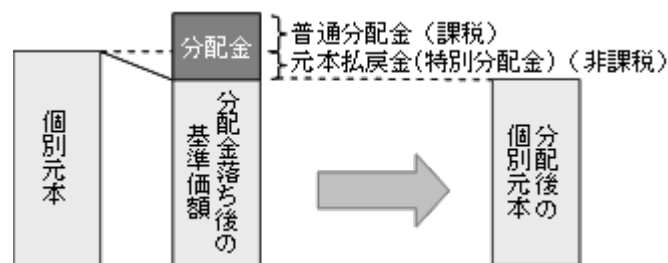 分配金
普通分配金（課税）
元本払戻金(特別分配金)（非課税）
個別元本
分配金落ち後の
基準価額
分配後の
個別元本